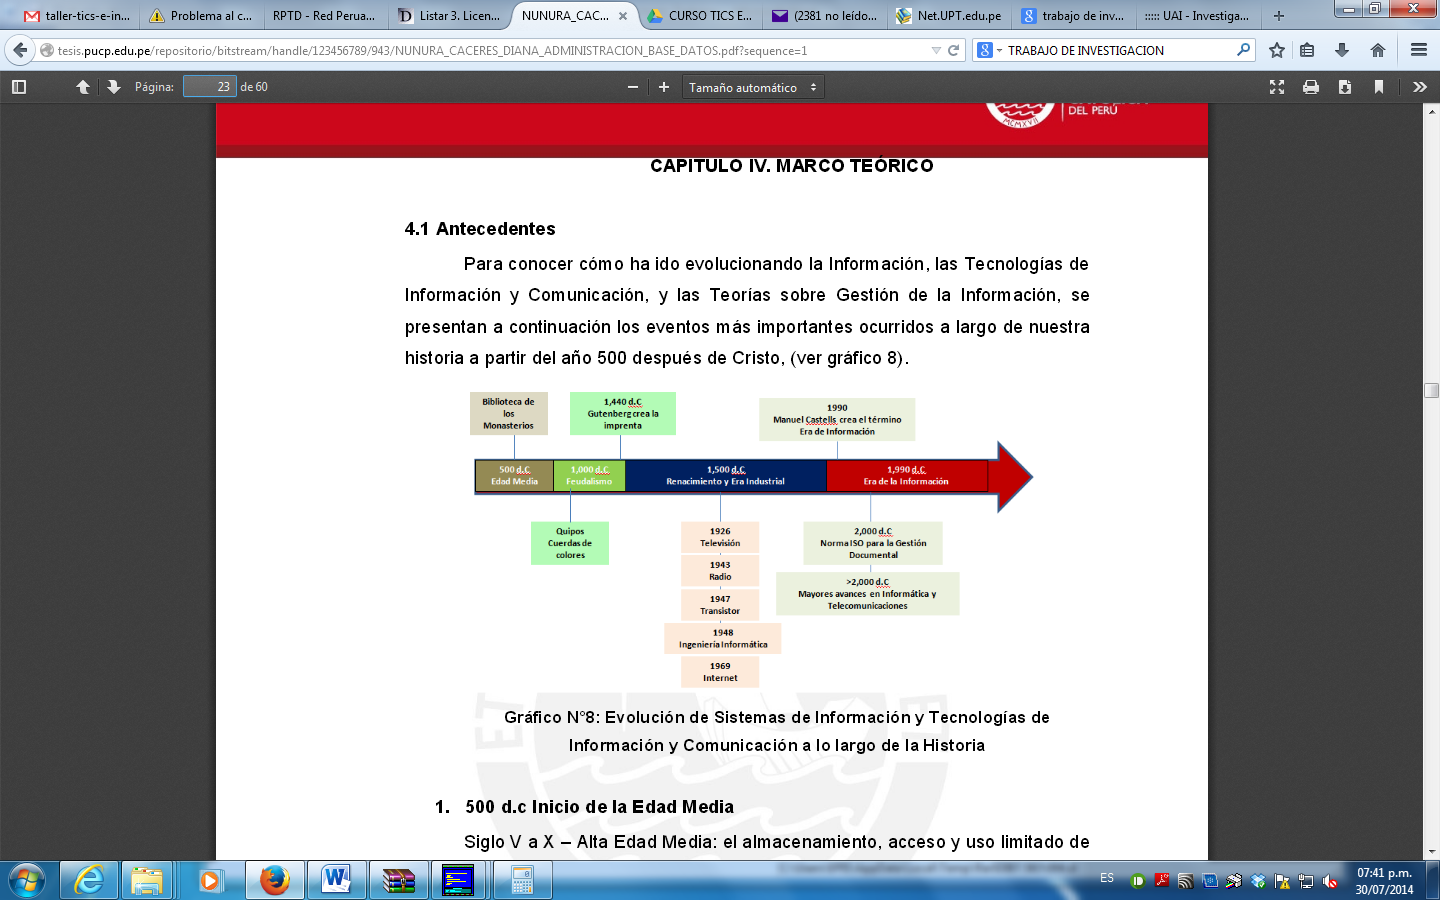 taller-tics-e-in...
Problema al c...
RPTD - Red Perua...
Listar 3. Licen...
NUNURA_CAC...
CURSO TICS E...
(2381 no leído...
Net.UPT.edu.pe
trabajo de inv...
::::: UAI - Investiga...
tesis.pucp.edu.pe/repositorio/bitstream/handle/123456789/943/NUNURA_CACERES_DIANA_ADMINISTRACION_BASE_DATOS.pdf?sequence=1
TRABAJO DE INVESTIGACION
Página: 23 de 60
Tamaño automático
DEL PERÚ
MCMXVII
CAPITULO IV. MARCO TEÓRICO
4.1 Antecedentes
Para conocer cómo ha ido evolucionando la Información, las Tecnologías de
Información y Comunicación, y las Teorías sobre Gestión de la Información, se
presentan a continuación los eventos más importantes ocurridos a largo de nuestra
historia a partir del año 500 después de Cristo, (ver gráfico 8).
Biblioteca de
los
Monasterios
1,440 d.C
Gutenberg crea la
imprenta
1990
Manuel Castells crea el término
Era de Información
500 d.C
Edad Media
1,000 d.C
Feudalismo
1,500 d.C
Renacimiento y Era Industrial
1,990 d.C
Era de la Información
Quipos
Cuerdas de
colores
1926
Televisión
1943
Radio
1947
Transistor
1948
Ingeniería Informática
1969
Internet
2,000 d.C
Norma ISO para la Gestión
Documental
>2,000 d.C
Mayores avances en Informática y
Telecomunicaciones
Gráfico N°8: Evolución de Sistemas de Información y Tecnologías de
Información y Comunicación a lo largo de la Historia
ET
1. 500 d.c Inicio de la Edad Media
Siglo V a X – Alta Edad Media: el almacenamiento, acceso y uso limitado de
ES
07:41 p.m.
30/07/2014